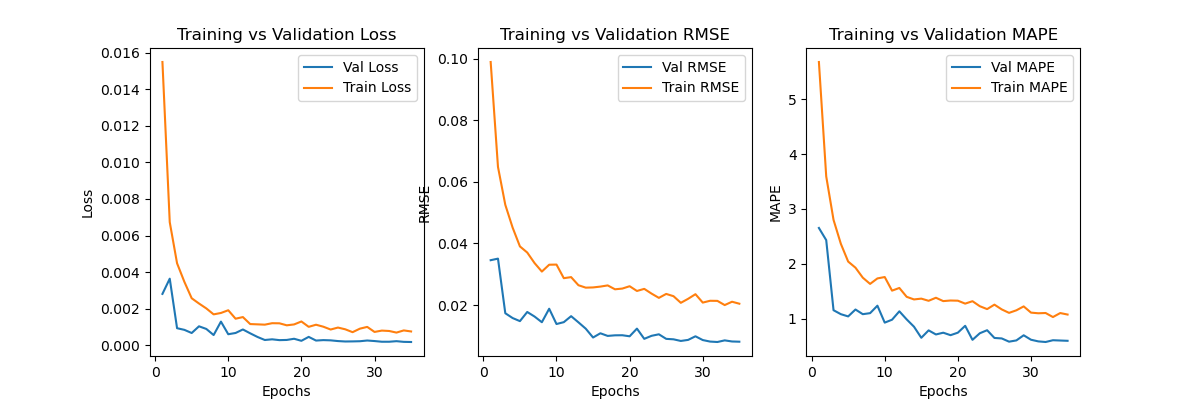 Training vs Validation Loss
0.016
0.014
0.012
0.010
0.008
0.006
0.004
0.002
0.000
Loss
Val Loss
Train Loss
0
10
20
30
Epochs
Training vs Validation RMSE
0.10
0.08
0.06
0.04
0.02
RMSE
Val RMSE
Train RMSE
0
10
20
30
Epochs
Training vs Validation MAPE
5
4
3
2
1
MAPE
Val MAPE
Train MAPE
0
10
20
30
Epochs